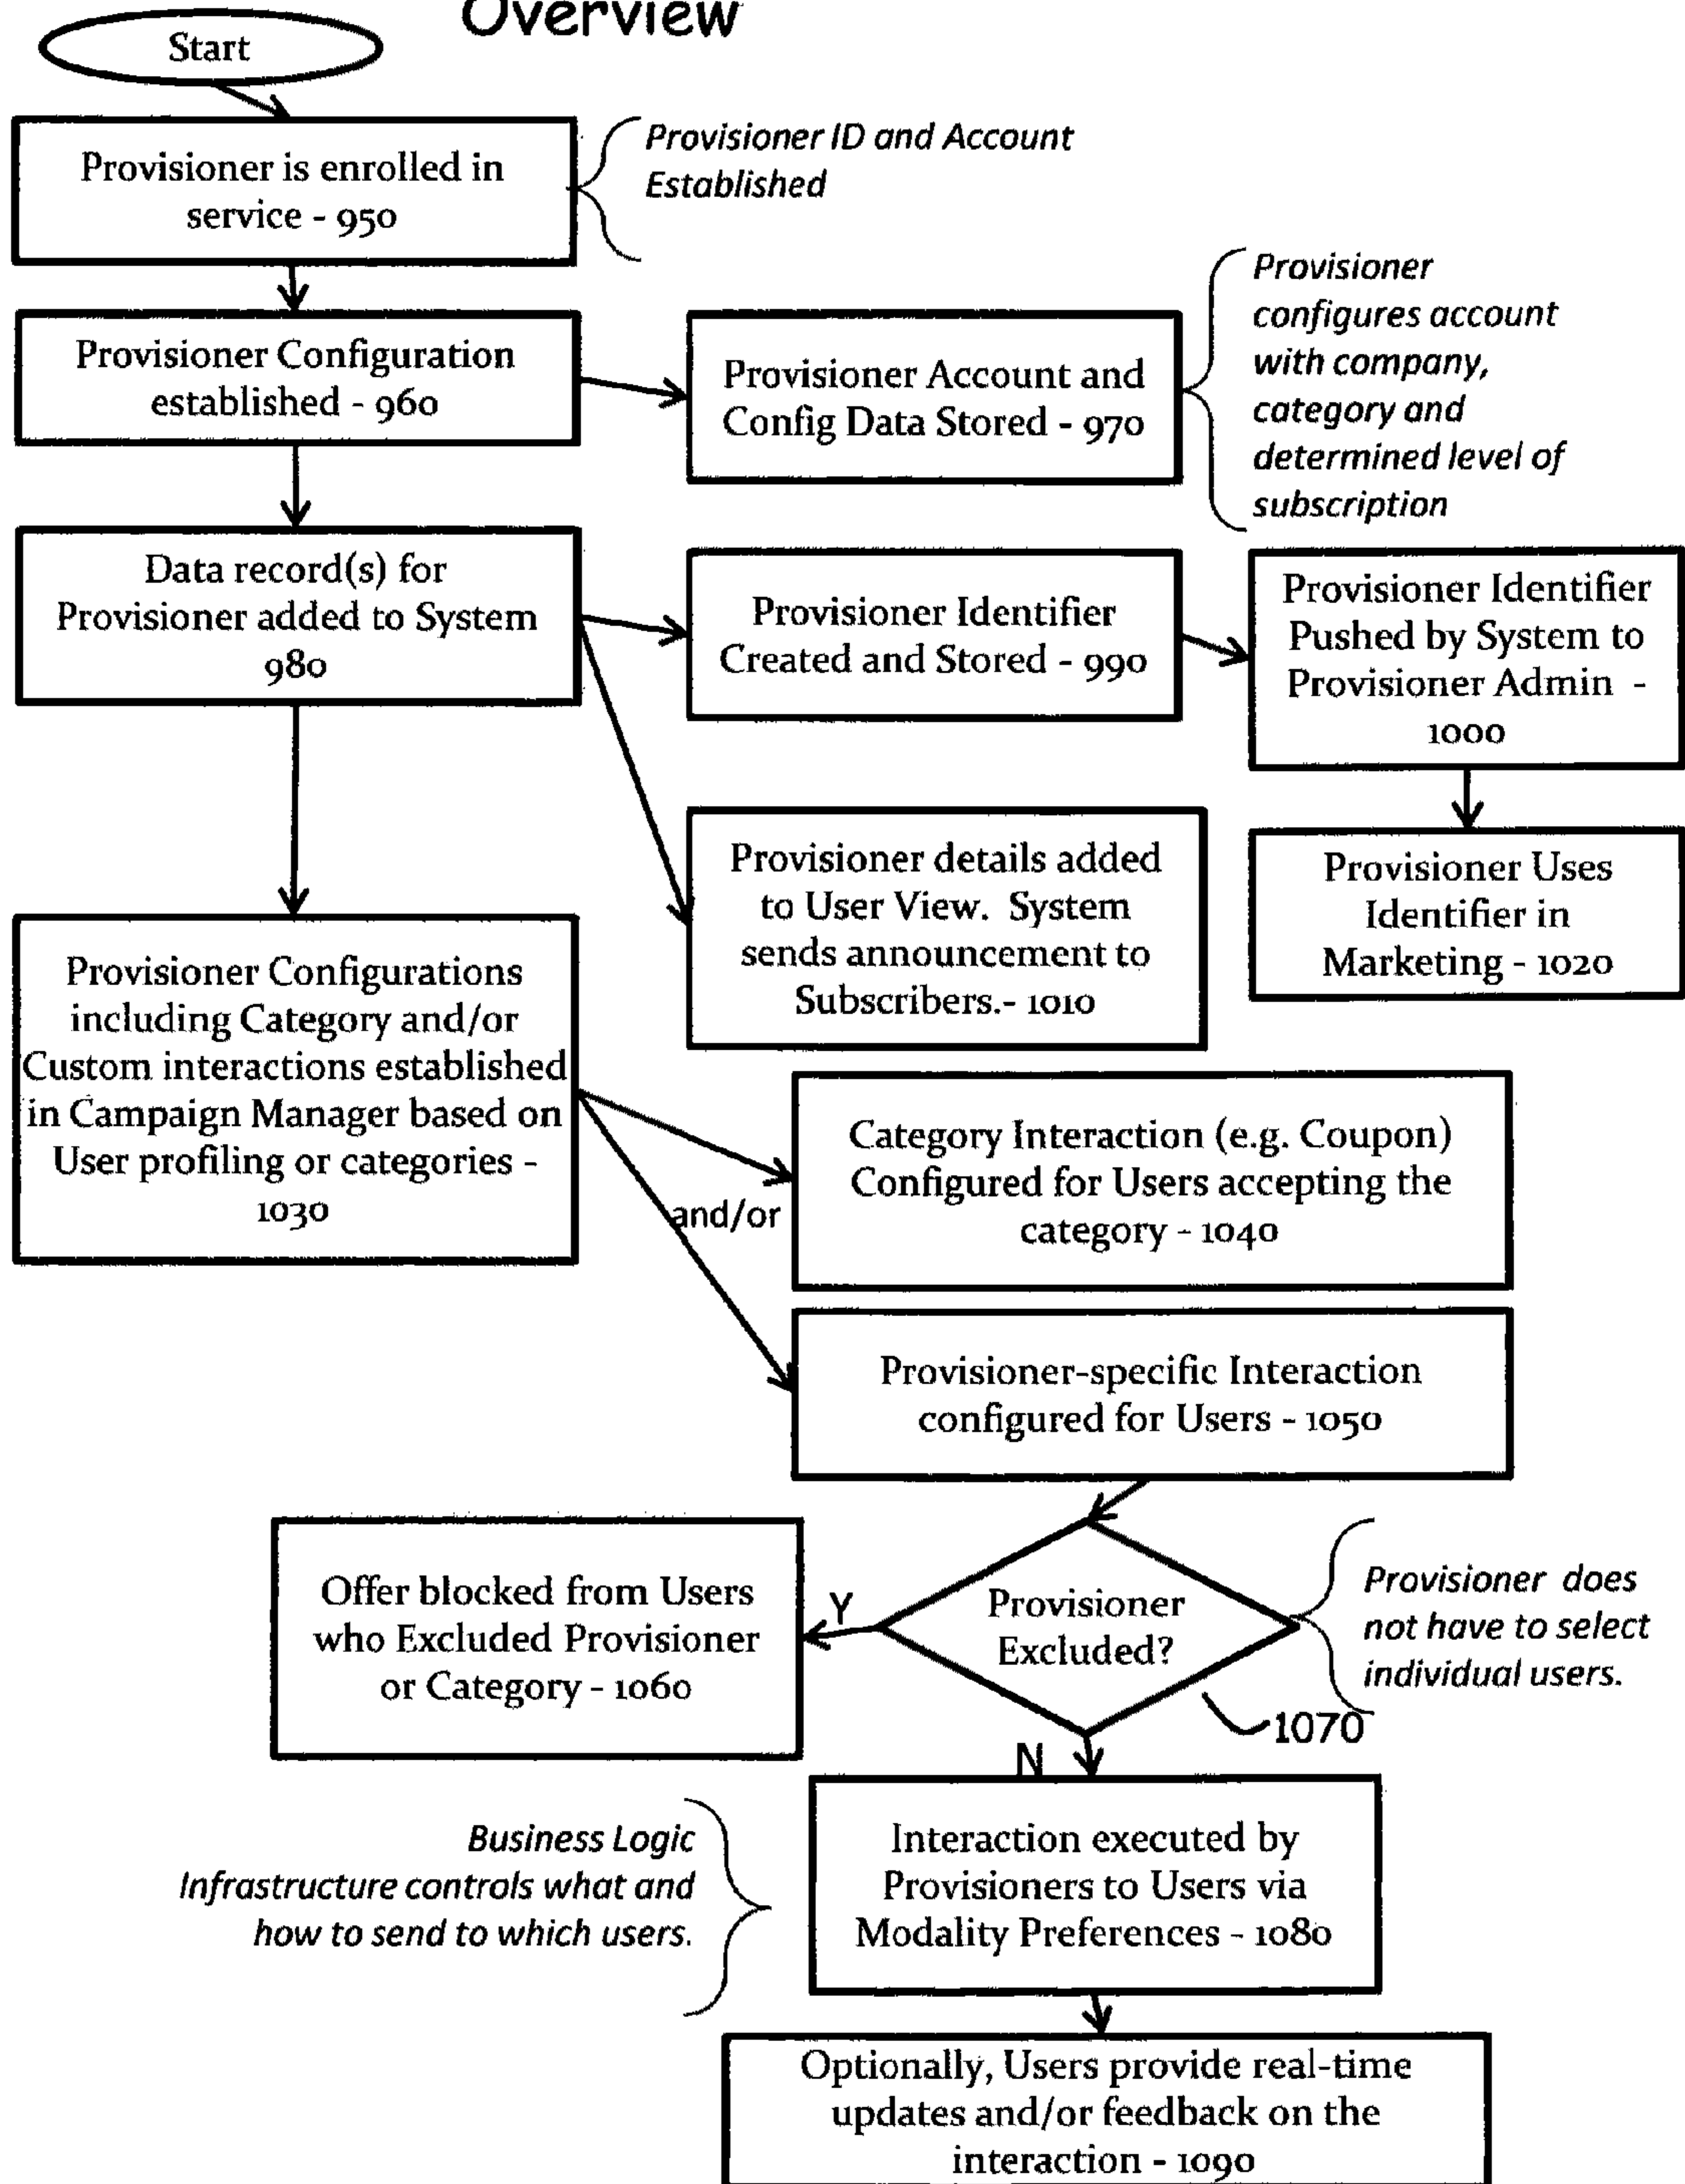 Overview
Start
Provisioner is enrolled in
service - 950
Provisioner ID and Account
Established
Provisioner Configuration
established - 960
Provisioner Account and
Config Data Stored - 970
Provisioner
configures account
with company,
category and
determined level of
subscription
Data record(s) for
Provisioner added to System
980
Provisioner Identifier
Created and Stored - 990
Provisioner Identifier
Pushed by System to
Provisioner Admin -
1000
Provisioner details added
to User View. System
sends announcement to
Subscribers.- 1010
Provisioner Uses
Identifier in
Marketing - 1020
Provisioner Configurations
including Category and/or
Custom interactions established
in Campaign Manager based on
User profiling or categories -
1030
and/or
Category Interaction (e.g. Coupon)
Configured for Users accepting the
category - 1040
Provisioner-specific Interaction
configured for Users - 1050
Offer blocked from Users
who Excluded Provisioner
or Category - 1060
Y
Provisioner
Excluded?
Provisioner does
not have to select
individual users.
1070
N
Business Logic
Infrastructure controls what and
how to send to which users.
Interaction executed by
Provisioners to Users via
Modality Preferences - 1080
Optionally, Users provide real-time
updates and/or feedback on the
interaction - 1090